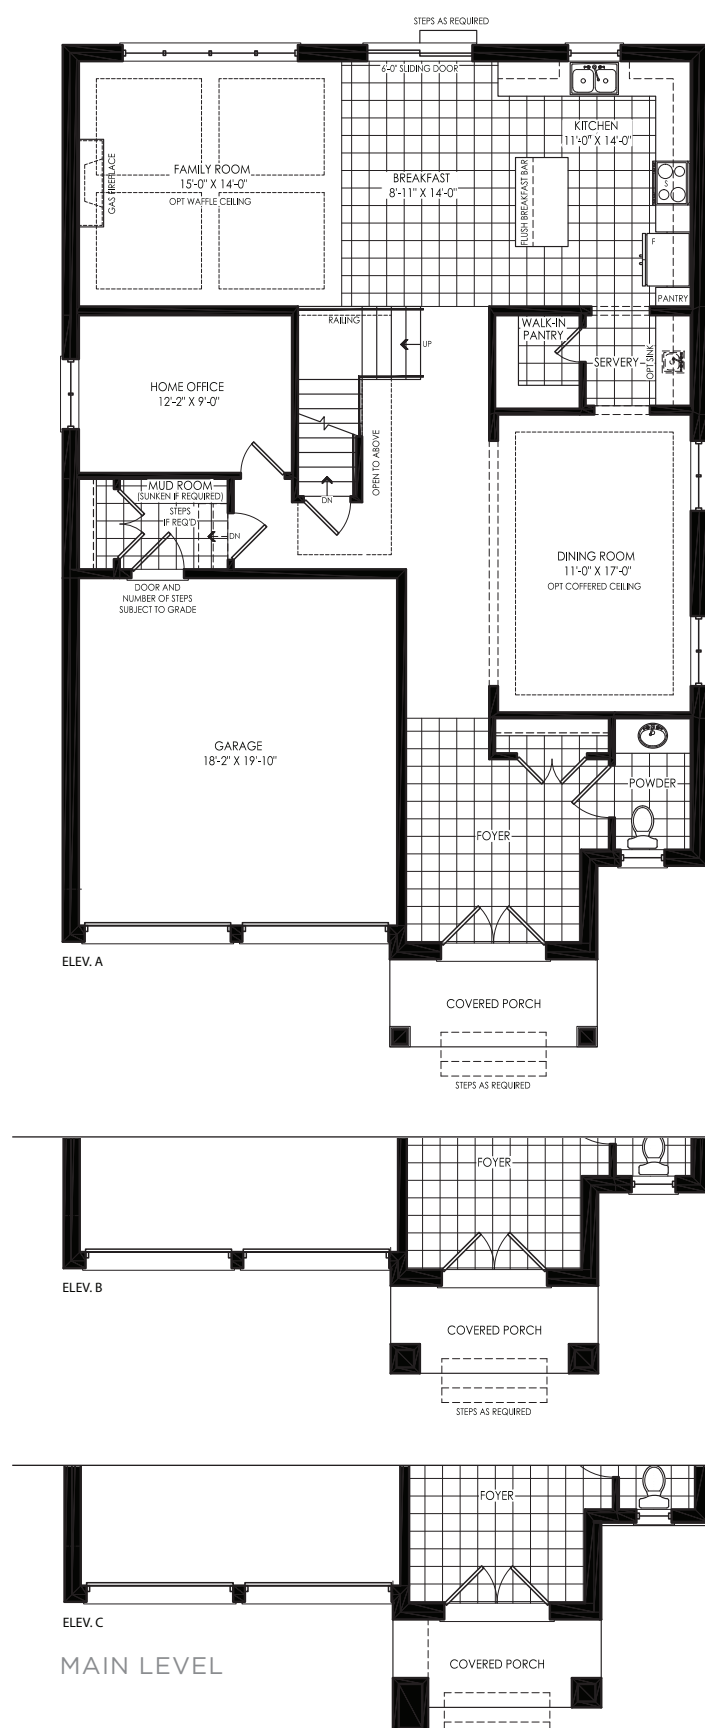 STEPS AS REQUIRED
6'-0" SLIDING DOOR
KITCHEN
11'-0" X 14'-0"
GAS FIREPLACE
FAMILY ROOM
15'-0" X 14'-0"
OPT WAFFLE CEILING
BREAKFAST
8'-11" X 14'-0"
FLUSH BREAKFAST BAR
S
F
PANTRY
RAILING
UP
WALK-IN
PANTRY
SERVERY
OPT SINK
HOME OFFICE
12'-2" X 9'-0"
OPEN TO ABOVE
MUD ROOM
(SUNKEN IF REQUIRED)
STEPS
IF REQ'D
DN
DN
DINING ROOM
11'-0" X 17'-0"
OPT COFFERED CEILING
DOOR AND
NUMBER OF STEPS
SUBJECT TO GRADE
GARAGE
18'-2" X 19'-10"
POWDER
FOYER
ELEV. A
COVERED PORCH
STEPS AS REQUIRED
FOYER
ELEV. B
COVERED PORCH
STEPS AS REQUIRED
FOYER
ELEV. C
MAIN LEVEL
COVERED PORCH